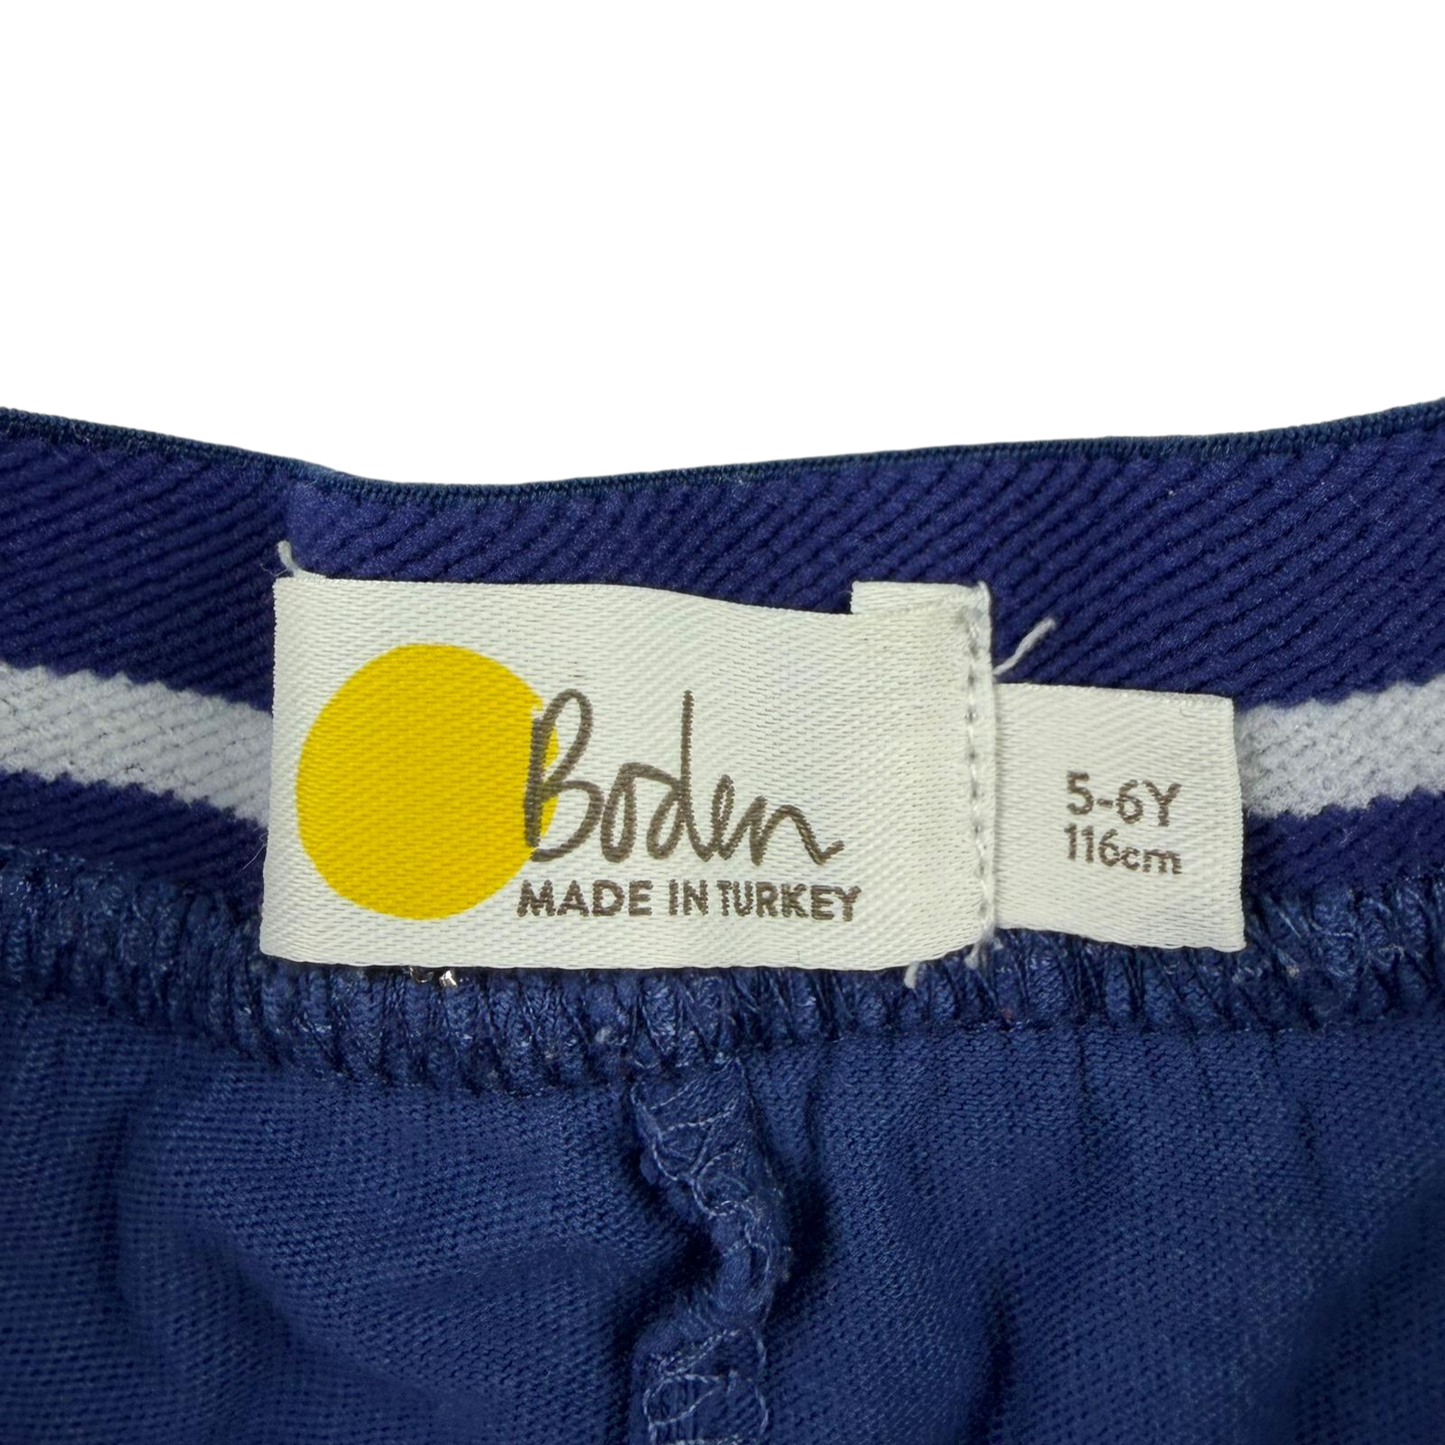 Boden
MADE IN TURKEY
5-6Y
116cm